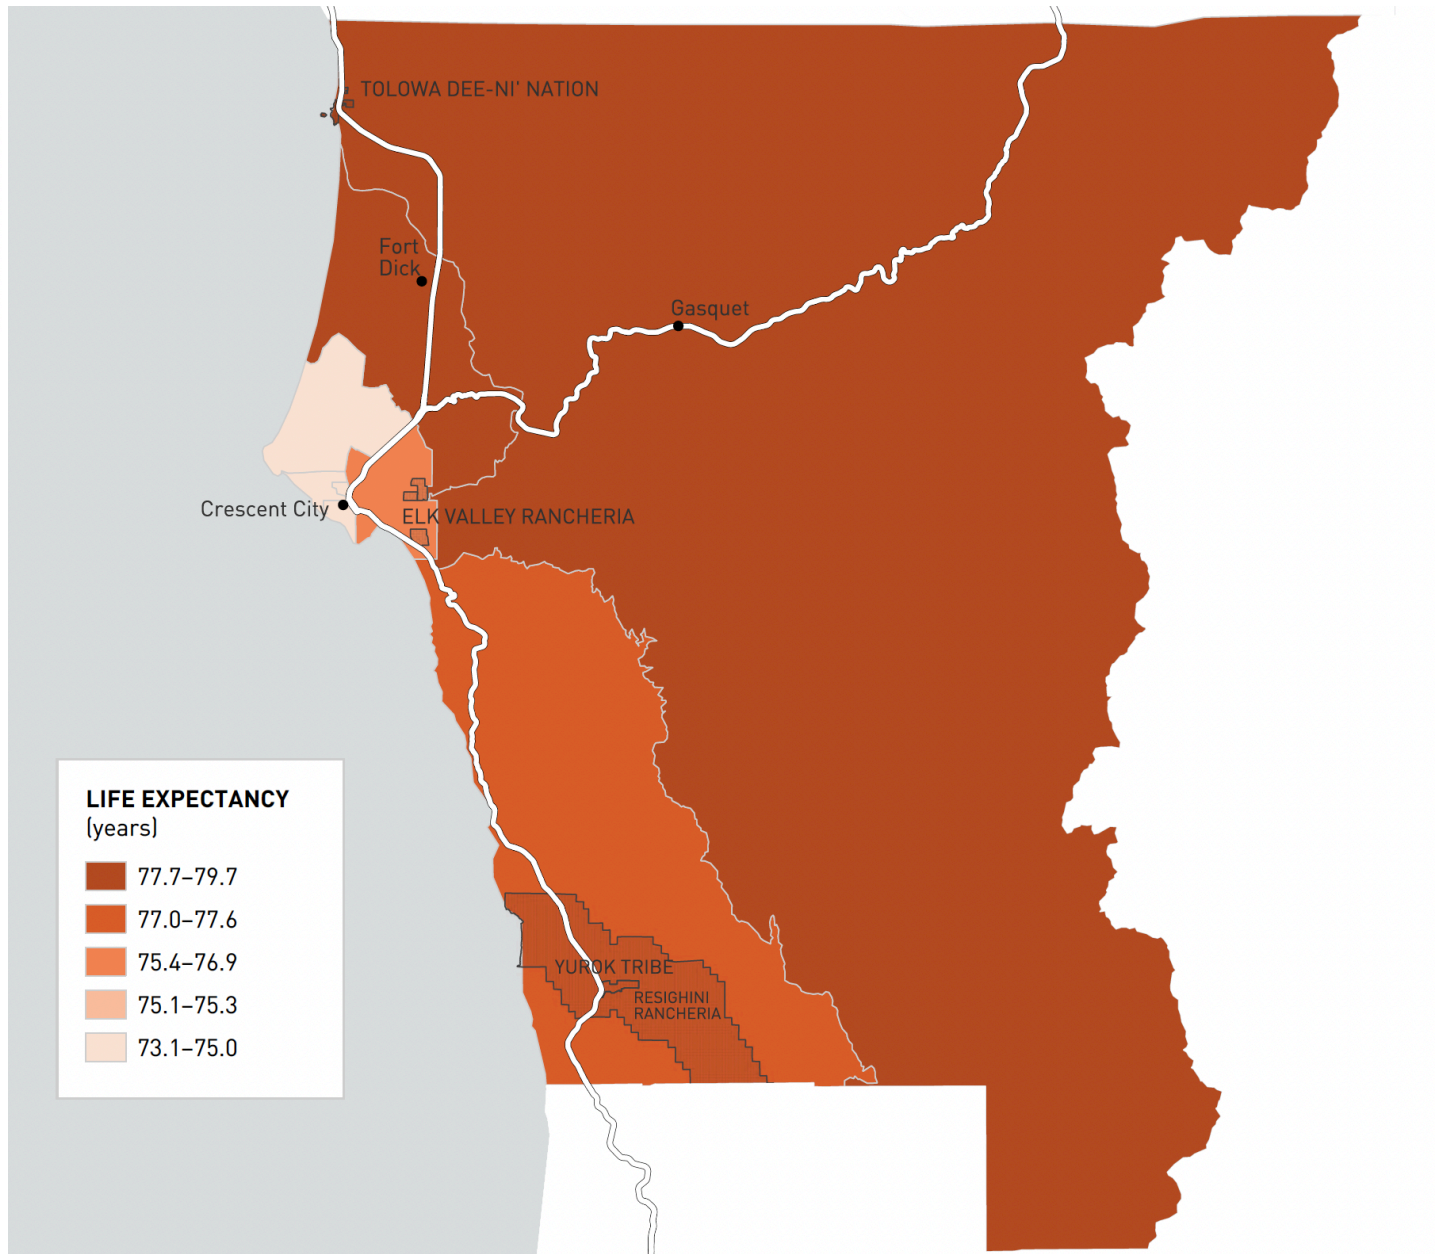 TOLOWA DEE-NI' NATION
Fort
Dick
Gasquet
Crescent City
ELK VALLEY RANCHERIA
LIFE EXPECTANCY
(years)
77.7–79.7
77.0–77.6
75.4–76.9
75.1–75.3
73.1–75.0
YUROK TRIBE
RESIGHINI
RANCHERIA